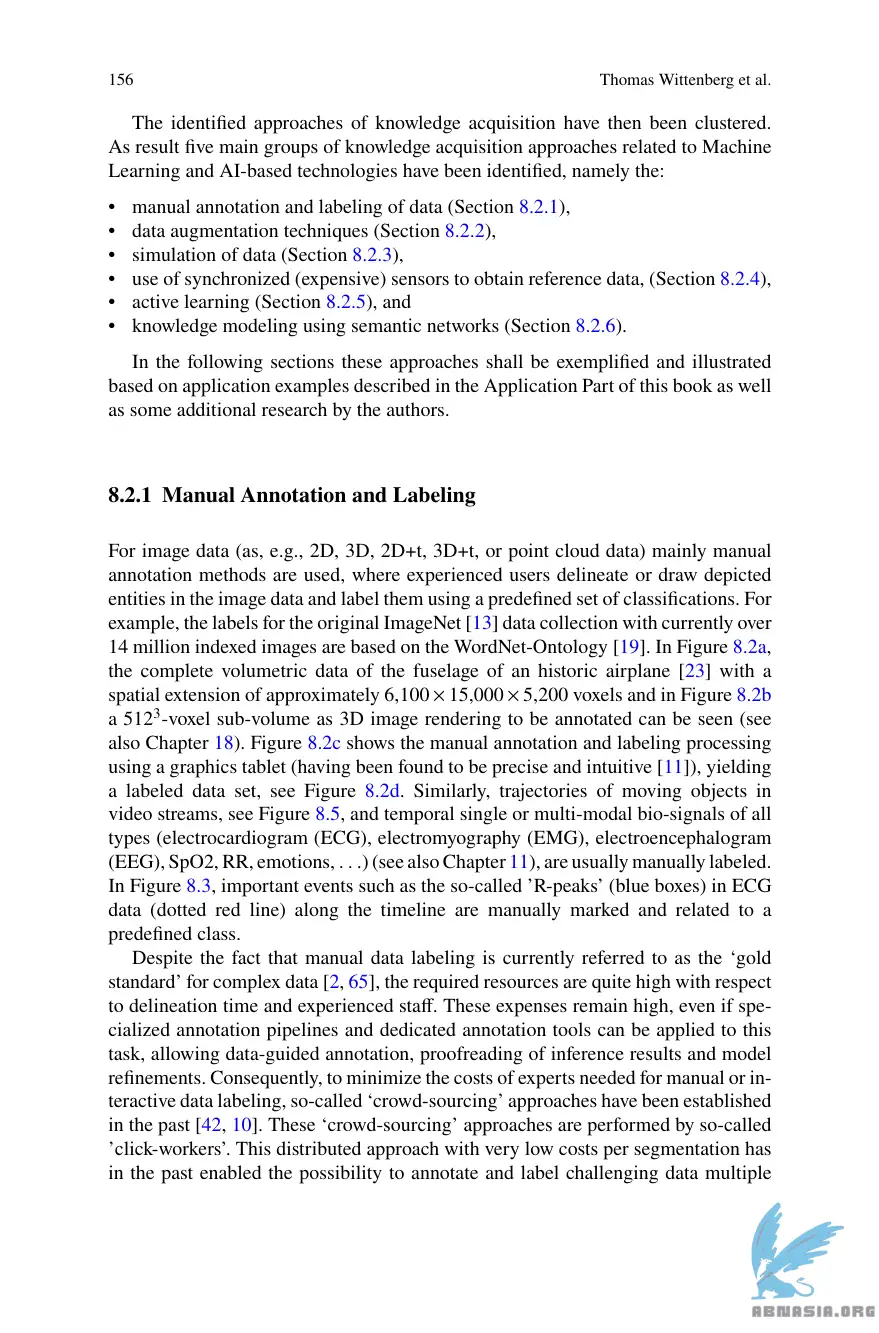 156 Thomas Wittenberg et al.
The identified approaches of knowledge acquisition have then been clustered.
As result five main groups of knowledge acquisition approaches related to Machine
Learning and AI-based technologies have been identified, namely the:
• manual annotation and labeling of data (Section 8.2.1),
• data augmentation techniques (Section 8.2.2),
• simulation of data (Section 8.2.3),
• use of synchronized (expensive) sensors to obtain reference data, (Section 8.2.4),
• active learning (Section 8.2.5), and
• knowledge modeling using semantic networks (Section 8.2.6).
In the following sections these approaches shall be exemplified and illustrated
based on application examples described in the Application Part of this book as well
as some additional research by the authors.
8.2.1 Manual Annotation and Labeling
For image data (as, e.g., 2D, 3D, 2D+t, 3D+t, or point cloud data) mainly manual
annotation methods are used, where experienced users delineate or draw depicted
entities in the image data and label them using a predefined set of classifications. For
example, the labels for the original ImageNet [13] data collection with currently over
14 million indexed images are based on the WordNet-Ontology [19]. In Figure 8.2a,
the complete volumetric data of the fuselage of an historic airplane [23] with a
spatial extension of approximately 6,100 × 15,000 × 5,200 voxels and in Figure 8.2b
a 512³-voxel sub-volume as 3D image rendering to be annotated can be seen (see
also Chapter 18). Figure 8.2c shows the manual annotation and labeling processing
using a graphics tablet (having been found to be precise and intuitive [11]), yielding
a labeled data set, see Figure 8.2d. Similarly, trajectories of moving objects in
video streams, see Figure 8.5, and temporal single or multi-modal bio-signals of all
types (electrocardiogram (ECG), electromyography (EMG), electroencephalogram
(EEG), SpO2, RR, emotions, . . .) (see also Chapter 11), are usually manually labeled.
In Figure 8.3, important events such as the so-called ’R-peaks’ (blue boxes) in ECG
data (dotted red line) along the timeline are manually marked and related to a
predefined class.
Despite the fact that manual data labeling is currently referred to as the ‘gold
standard’ for complex data [2, 65], the required resources are quite high with respect
to delineation time and experienced staff. These expenses remain high, even if spe-
cialized annotation pipelines and dedicated annotation tools can be applied to this
task, allowing data-guided annotation, proofreading of inference results and model
refinements. Consequently, to minimize the costs of experts needed for manual or in-
teractive data labeling, so-called ‘crowd-sourcing’ approaches have been established
in the past [42, 10]. These ‘crowd-sourcing’ approaches are performed by so-called
’click-workers’. This distributed approach with very low costs per segmentation has
in the past enabled the possibility to annotate and label challenging data multiple
ABNASIA.ORG